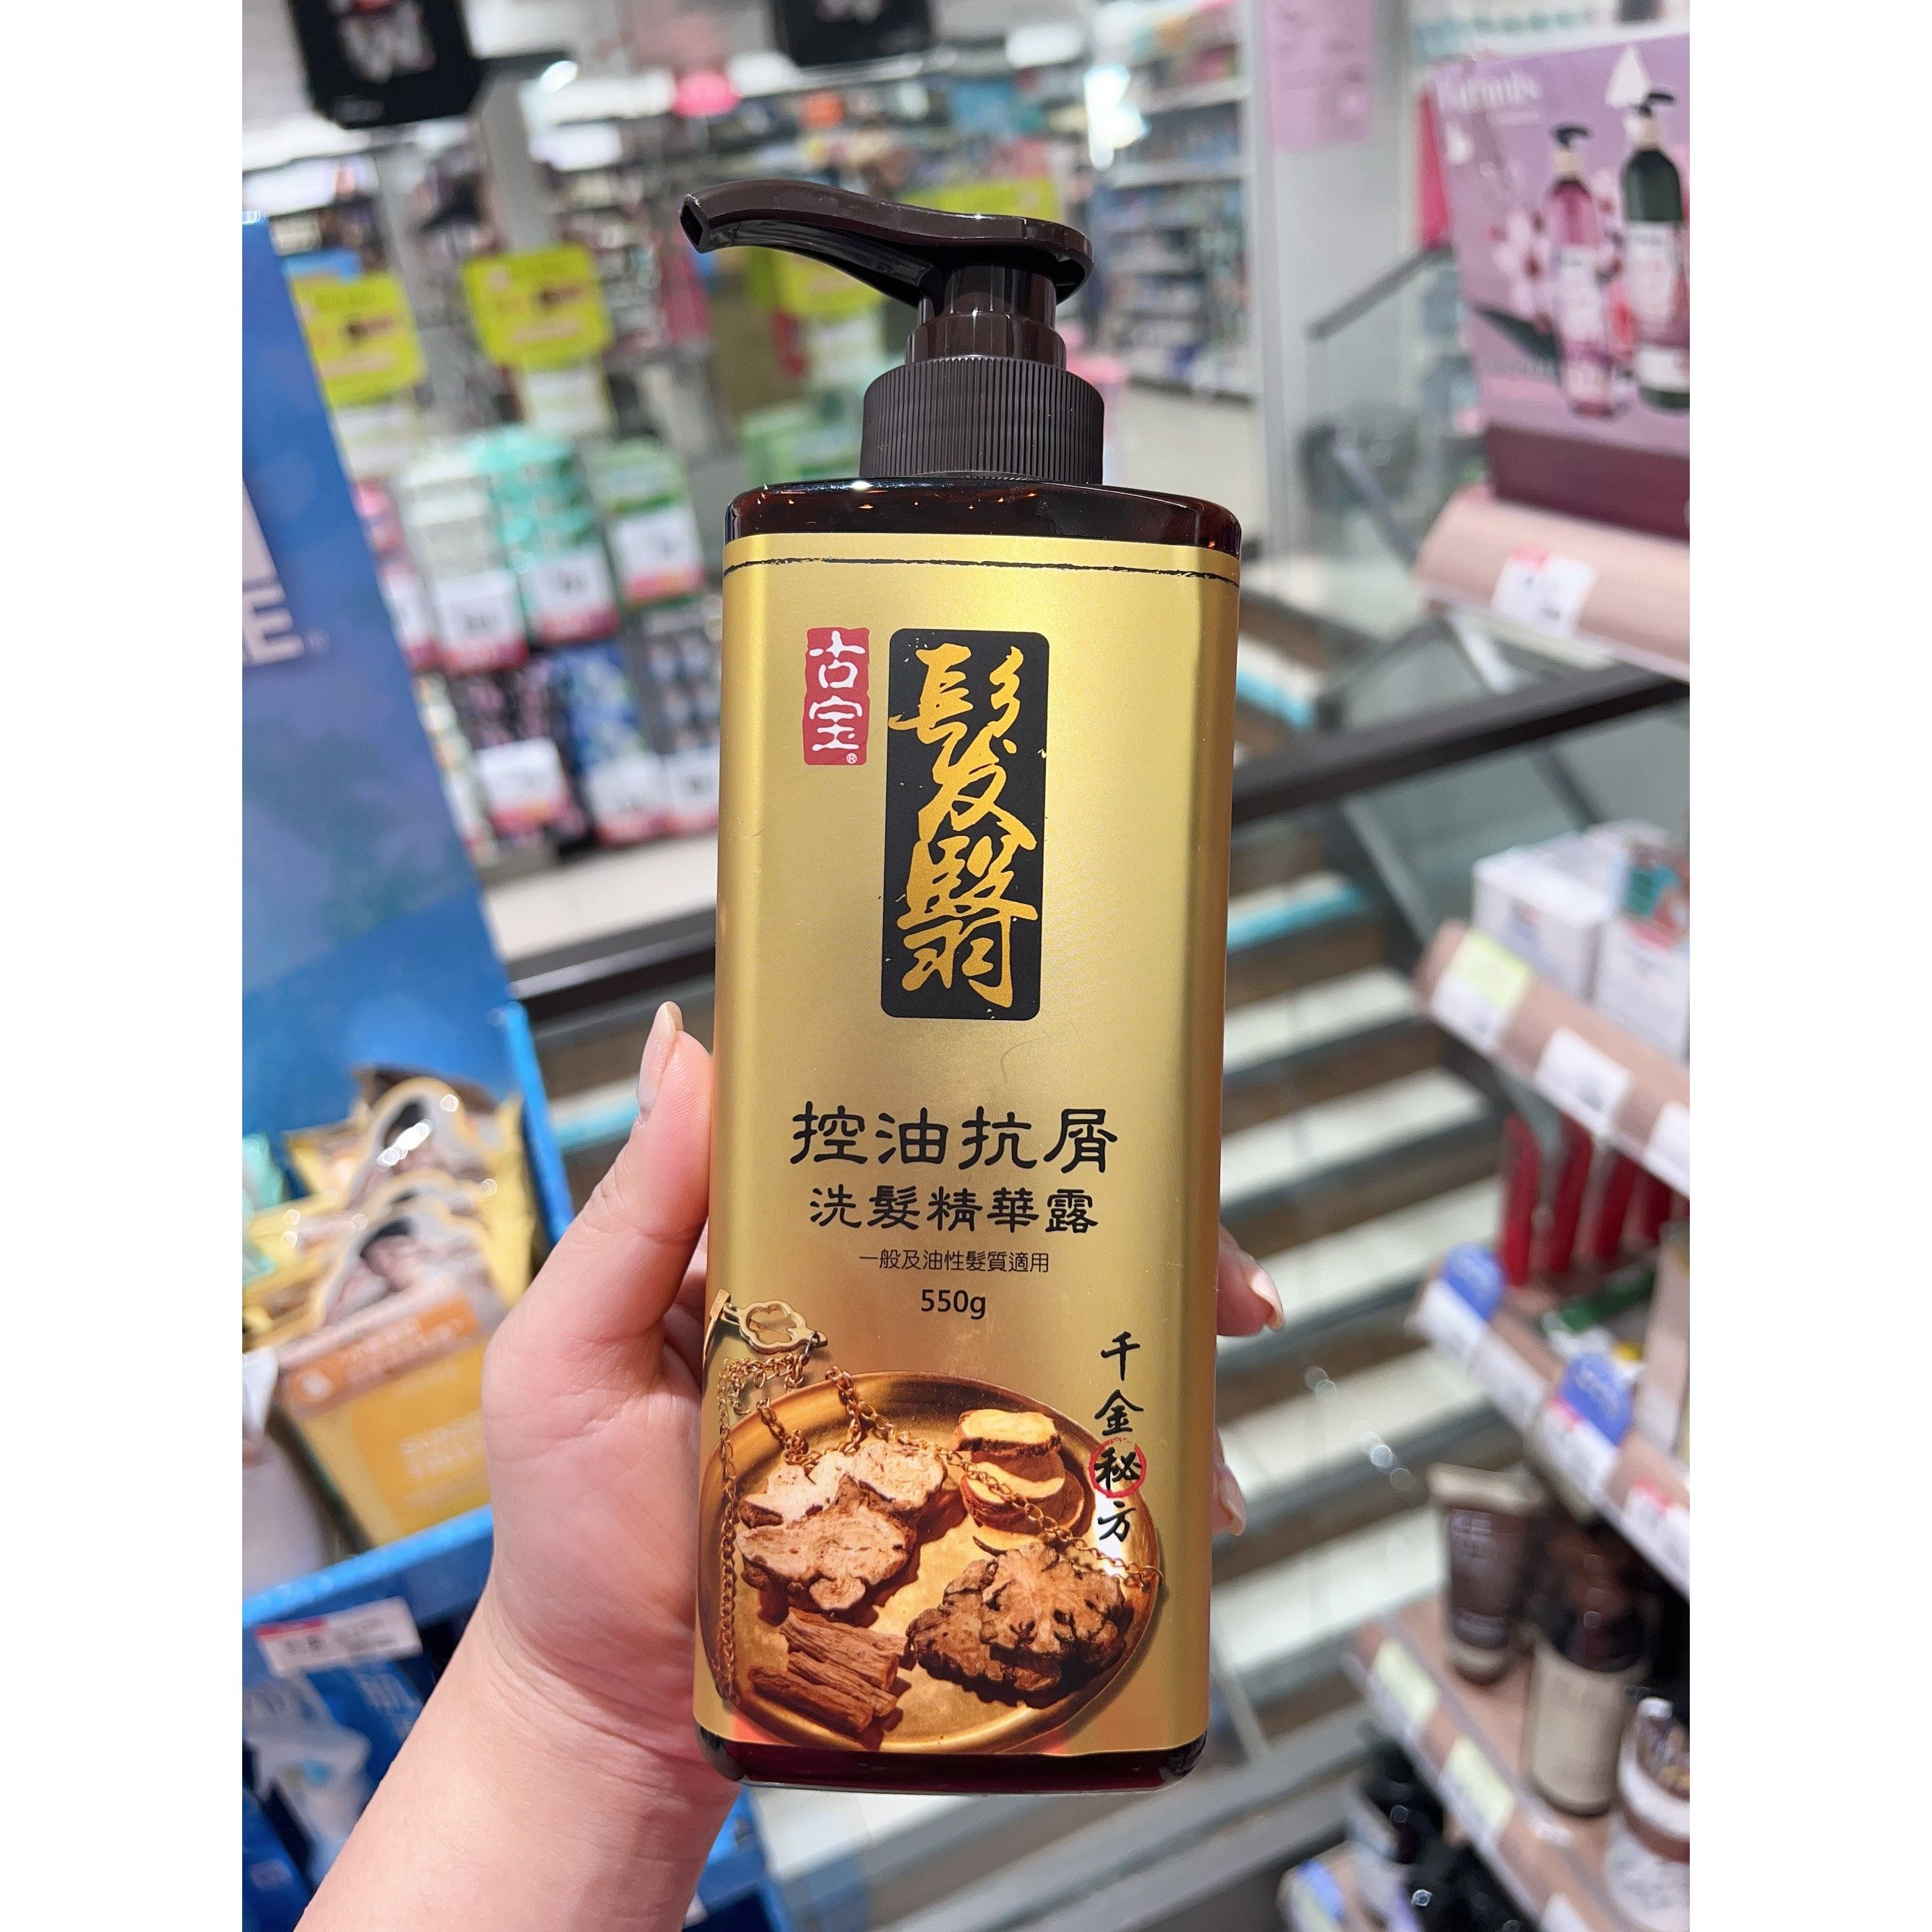 古宝®
髮翳
控油抗屑
洗髮精華露
一般及油性髮質適用
550g
千金秘方